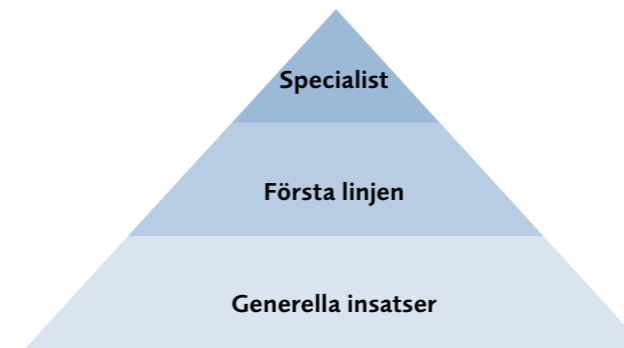 Specialist
Första linjen
Generella insatser